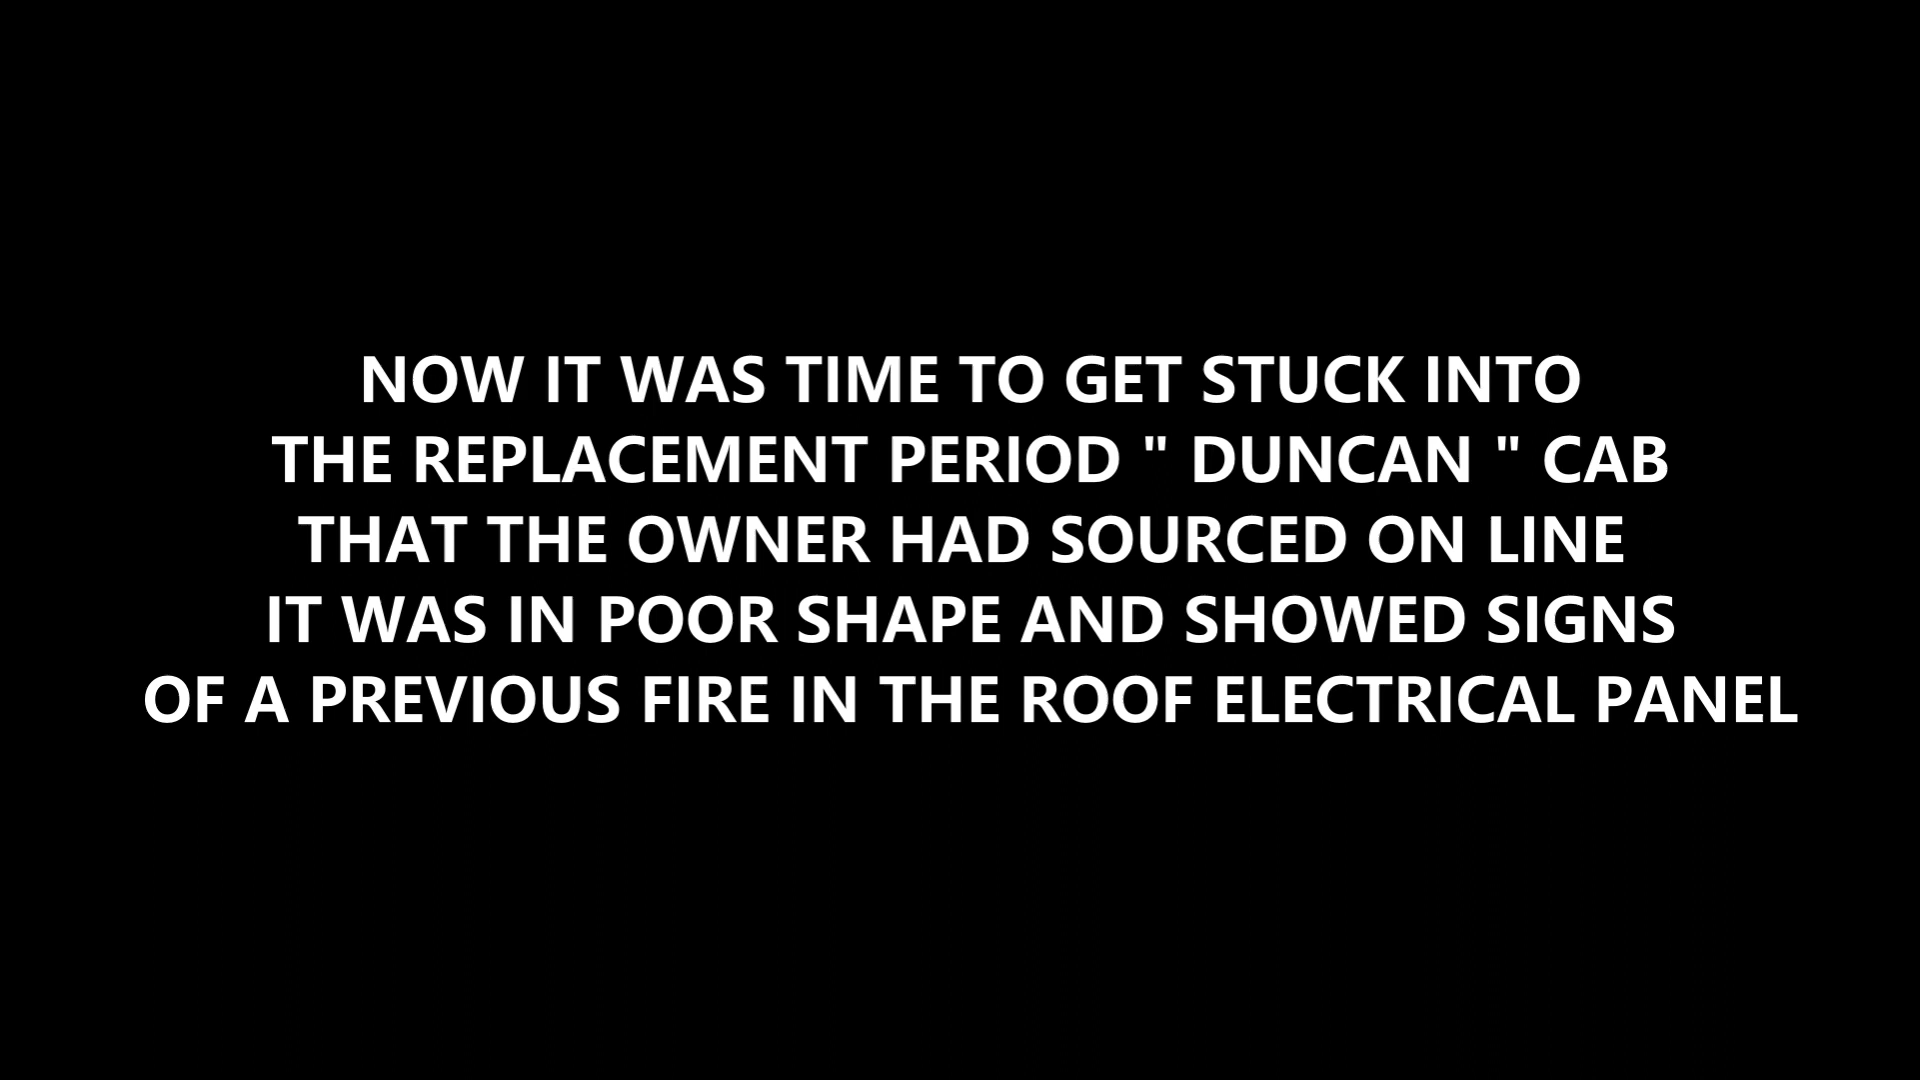 NOW IT WAS TIME TO GET STUCK INTO
THE REPLACEMENT PERIOD " DUNCAN " CAB
THAT THE OWNER HAD SOURCED ON LINE
IT WAS IN POOR SHAPE AND SHOWED SIGNS
OF A PREVIOUS FIRE IN THE ROOF ELECTRICAL PANEL